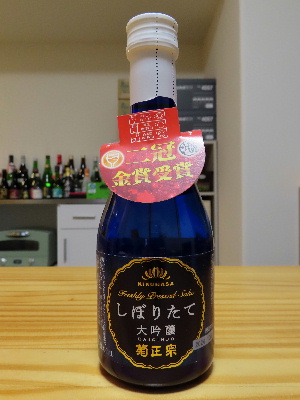 冠
金賞受賞
KIKUMASA
Freshly Pressed Sake
しぼりたて
大吟醸
DAIGINJO
菊正宗